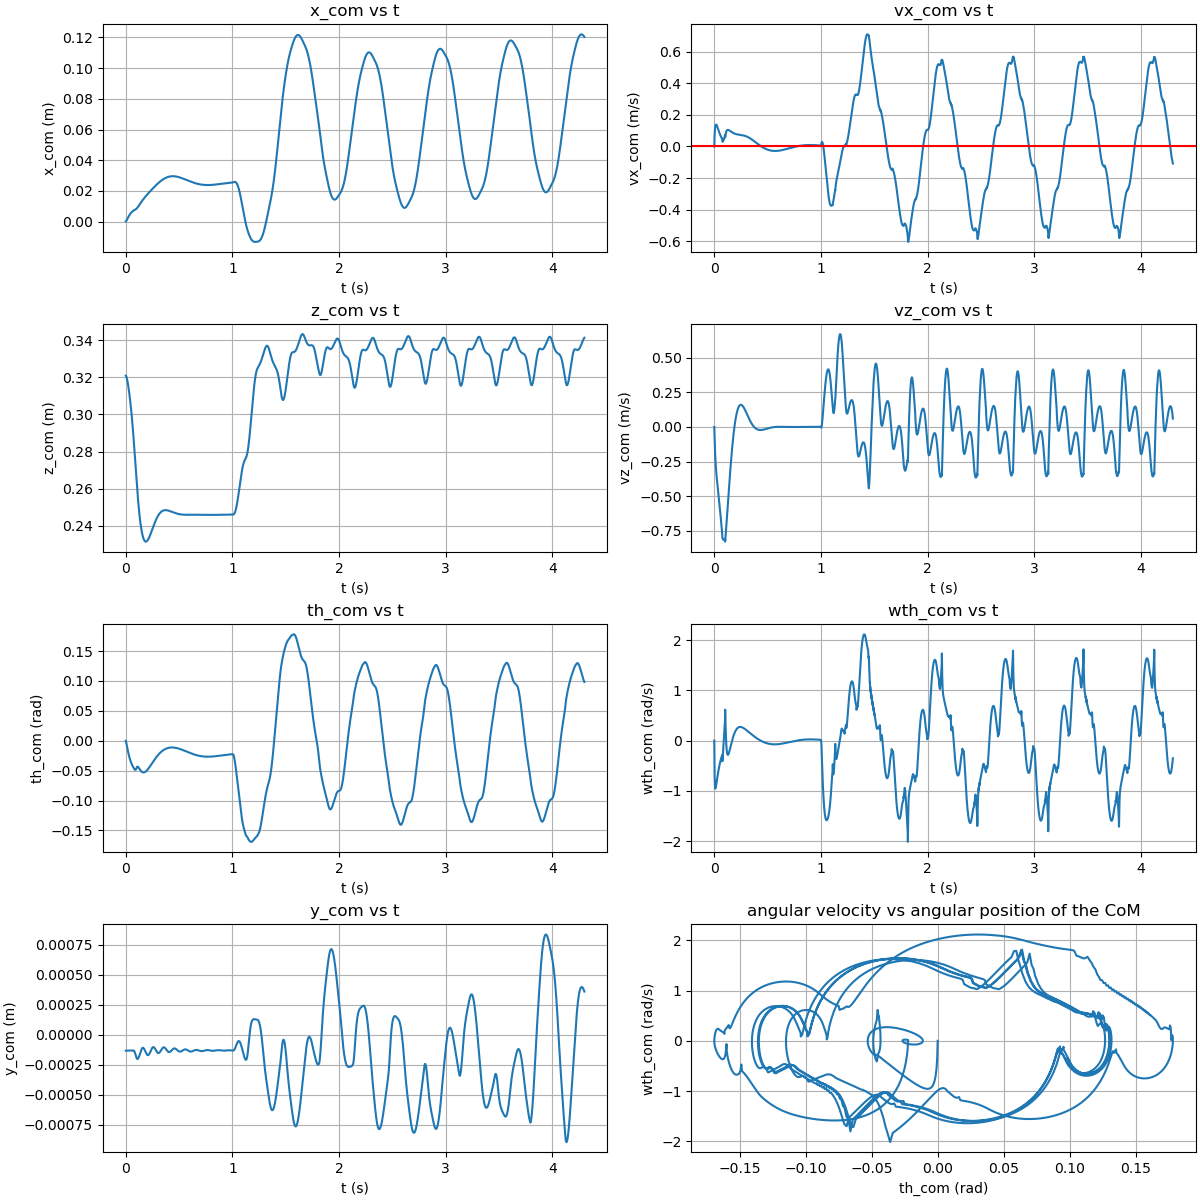 x_com vs t
x_com (m)
0.12
0.10
0.08
0.06
0.04
0.02
0.00
0 1 2 3 4
t (s)
vx_com vs t
vx_com (m/s)
0.6
0.4
0.2
0.0
−0.2
−0.4
−0.6
0 1 2 3 4
t (s)
z_com vs t
z_com (m)
0.34
0.32
0.30
0.28
0.26
0.24
0 1 2 3 4
t (s)
vz_com vs t
vz_com (m/s)
0.50
0.25
0.00
−0.25
−0.50
−0.75
0 1 2 3 4
t (s)
th_com vs t
th_com (rad)
0.15
0.10
0.05
0.00
−0.05
−0.10
−0.15
0 1 2 3 4
t (s)
wth_com vs t
wth_com (rad/s)
2
1
0
−1
−2
0 1 2 3 4
t (s)
y_com vs t
y_com (m)
0.00075
0.00050
0.00025
0.00000
−0.00025
−0.00050
−0.00075
0 1 2 3 4
t (s)
angular velocity vs angular position of the CoM
wth_com (rad/s)
2
1
0
−1
−2
−0.15 −0.10 −0.05 0.00 0.05 0.10 0.15
th_com (rad)